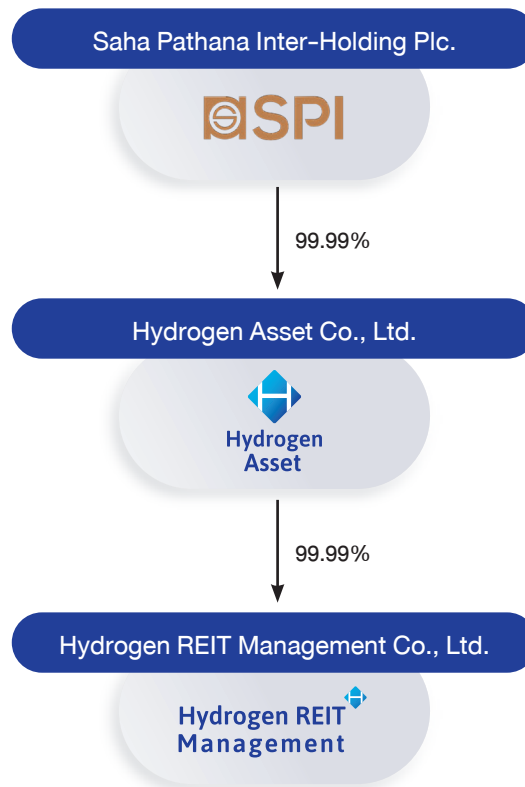 Saha Pathana Inter-Holding Plc.
SPI
99.99%
Hydrogen Asset Co., Ltd.
Hydrogen
Asset
99.99%
Hydrogen REIT Management Co., Ltd.
Hydrogen REIT
Management